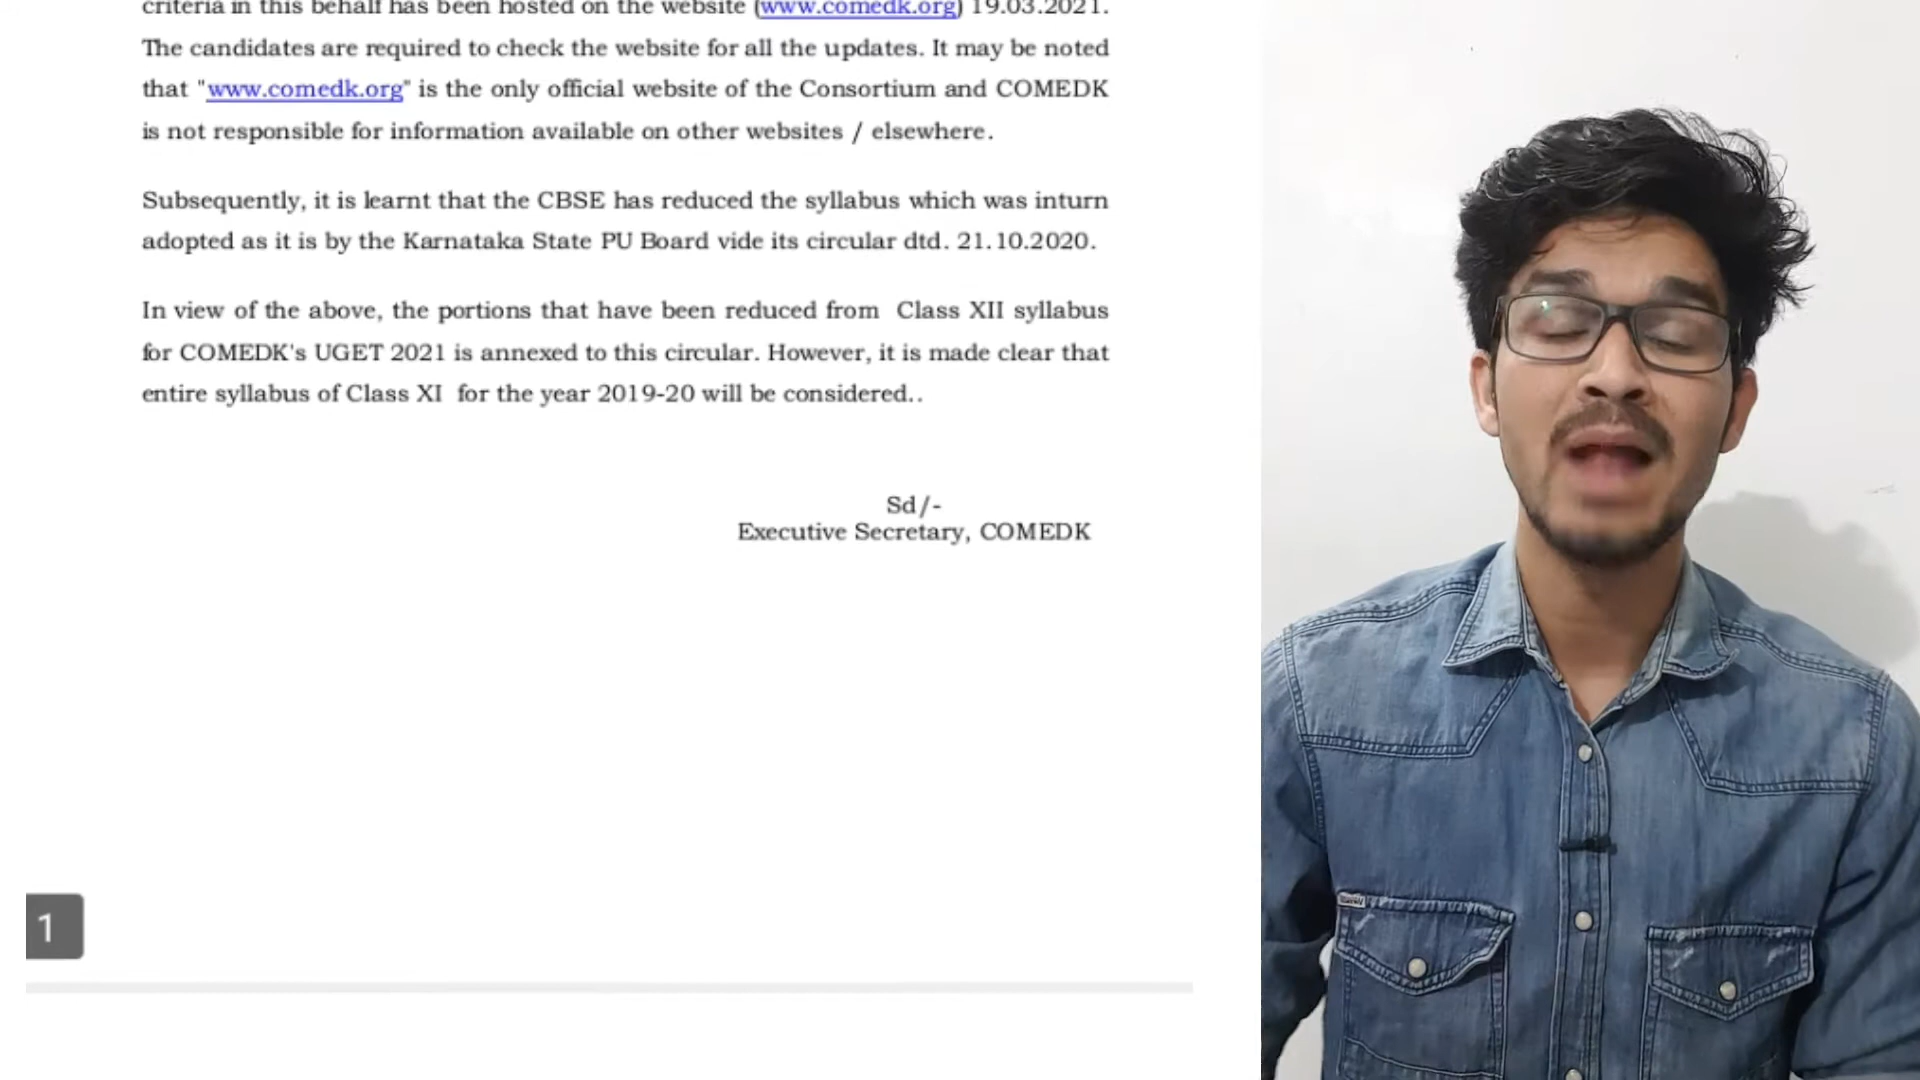 criteria in this behalf has been hosted on the website (www.comedk.org) 19.03.2021.
The candidates are required to check the website for all the updates. It may be noted
that "www.comedk.org" is the only official website of the Consortium and COMEDK
is not responsible for information available on other websites / elsewhere.
Subsequently, it is learnt that the CBSE has reduced the syllabus which was inturn
adopted as it is by the Karnataka State PU Board vide its circular dtd. 21.10.2020.
In view of the above, the portions that have been reduced from Class XII syllabus
for COMEDK's UGET 2021 is annexed to this circular. However, it is made clear that
entire syllabus of Class XI for the year 2019-20 will be considered..
Sd/-
Executive Secretary, COMEDK
1